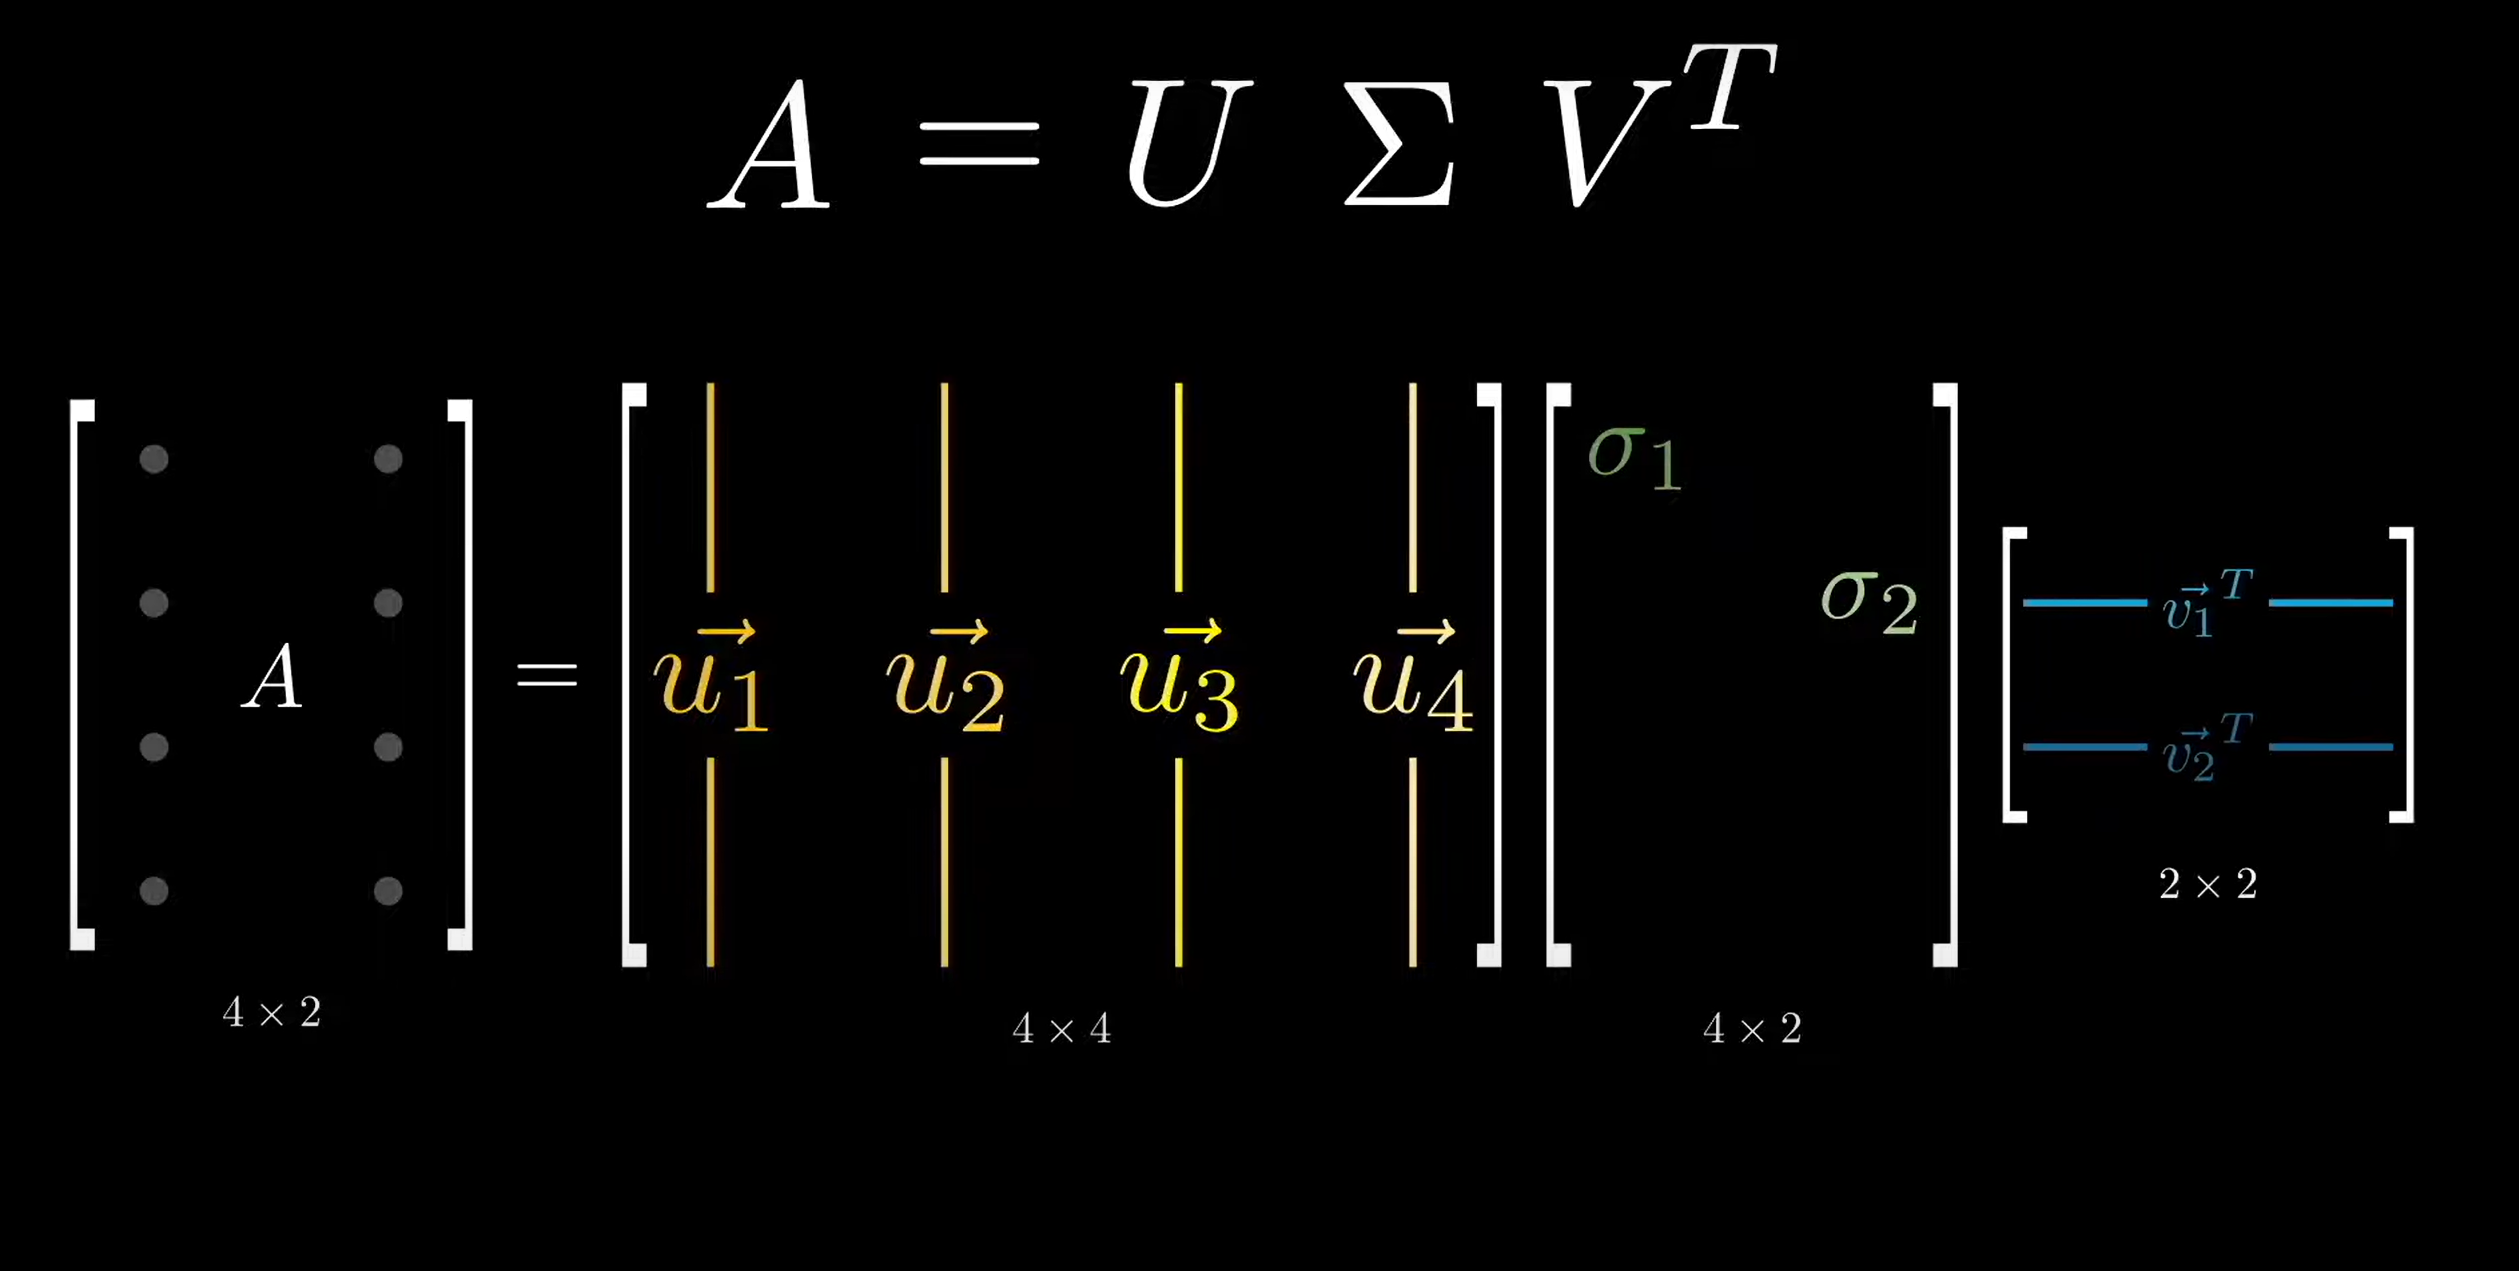 A = U Σ V^T
A = [u⃗₁ u⃗₂ u⃗₃ u⃗₄] [σ₁ σ₂] [v⃗₁^T v⃗₂^T]
4 × 2
4 × 4
4 × 2
2 × 2